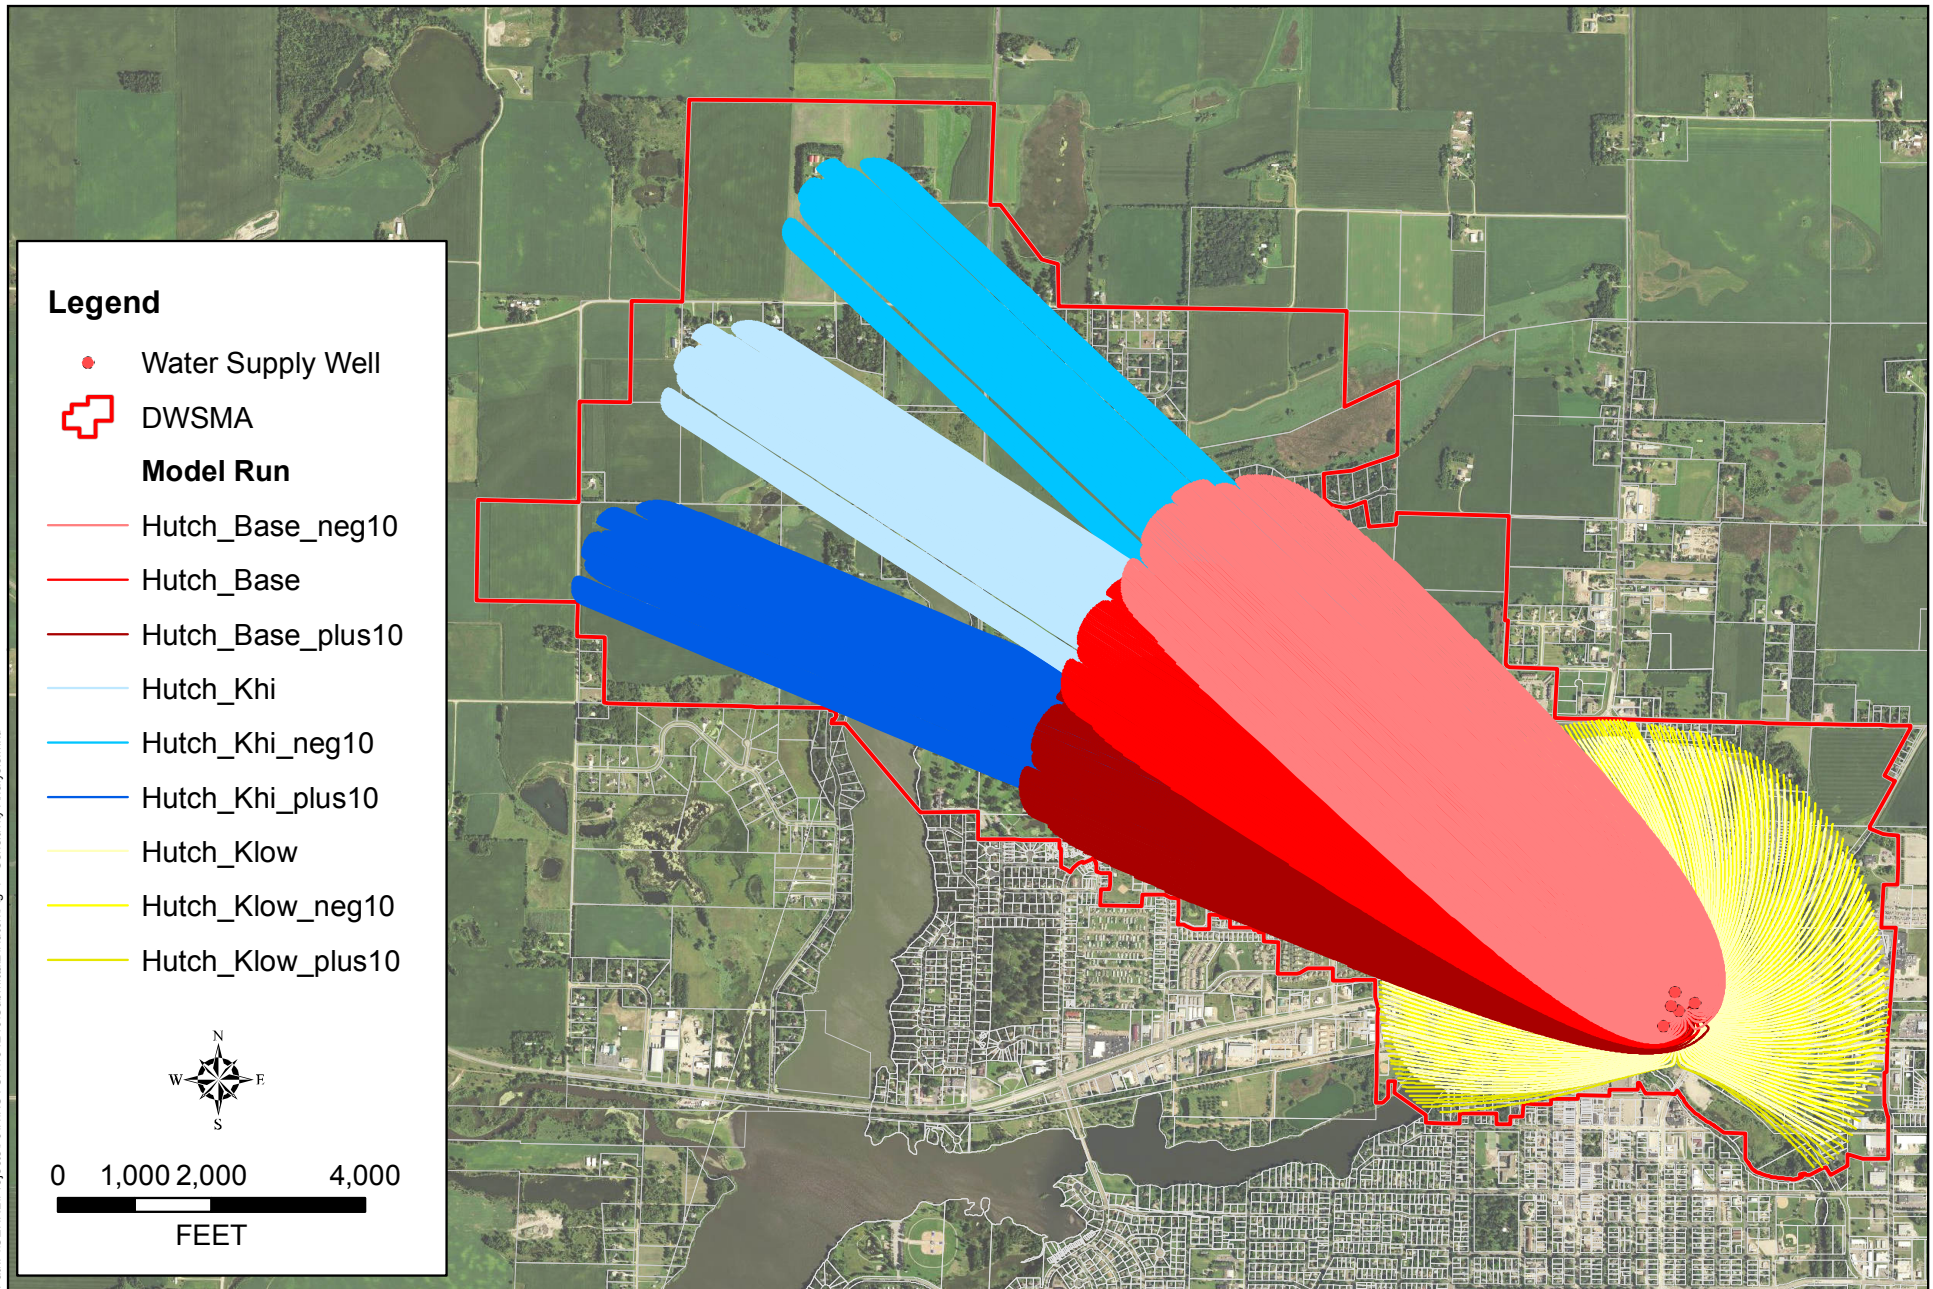 Legend
Water Supply Well
DWSMA
Model Run
Hutch_Base_neg10
Hutch_Base
Hutch_Base_plus10
Hutch_Khi
Hutch_Khi_neg10
Hutch_Khi_plus10
Hutch_Klow
Hutch_Klow_neg10
Hutch_Klow_plus10
N
W E
S
0 1,000 2,000 4,000
FEET